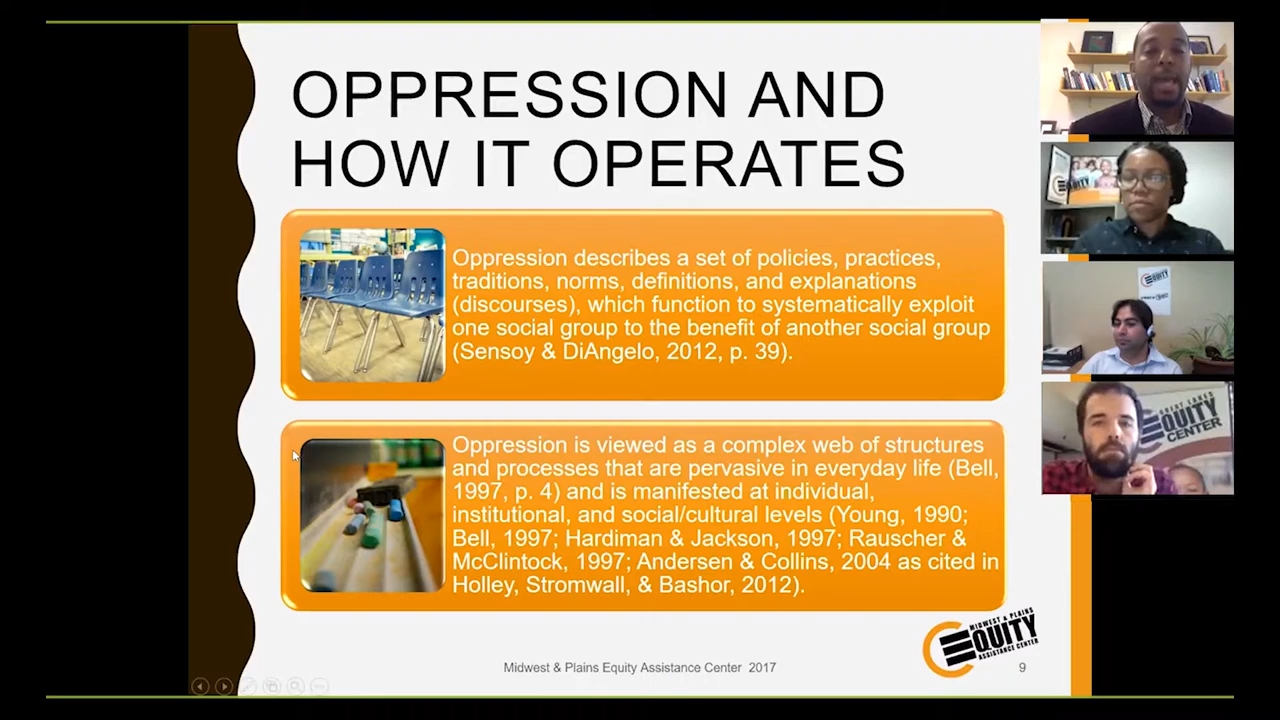 OPPRESSION AND
HOW IT OPERATES
Oppression describes a set of policies, practices,
traditions, norms, definitions, and explanations
(discourses), which function to systematically exploit
one social group to the benefit of another social group
(Sensoy & DiAngelo, 2012, p. 39).
Oppression is viewed as a complex web of structures
and processes that are pervasive in everyday life (Bell,
1997, p. 4) and is manifested at individual,
institutional, and social/cultural levels (Young, 1990;
Bell, 1997; Hardiman & Jackson, 1997; Rauscher &
McClintock, 1997; Andersen & Collins, 2004 as cited in
Holley, Stromwall, & Bashor, 2012).
MIDWEST & PLAINS
EQUITY
ASSISTANCE CENTER
Midwest & Plains Equity Assistance Center 2017
9
EQUITY
EQUITY
GREAT LAKES
EQUITY
CENTER